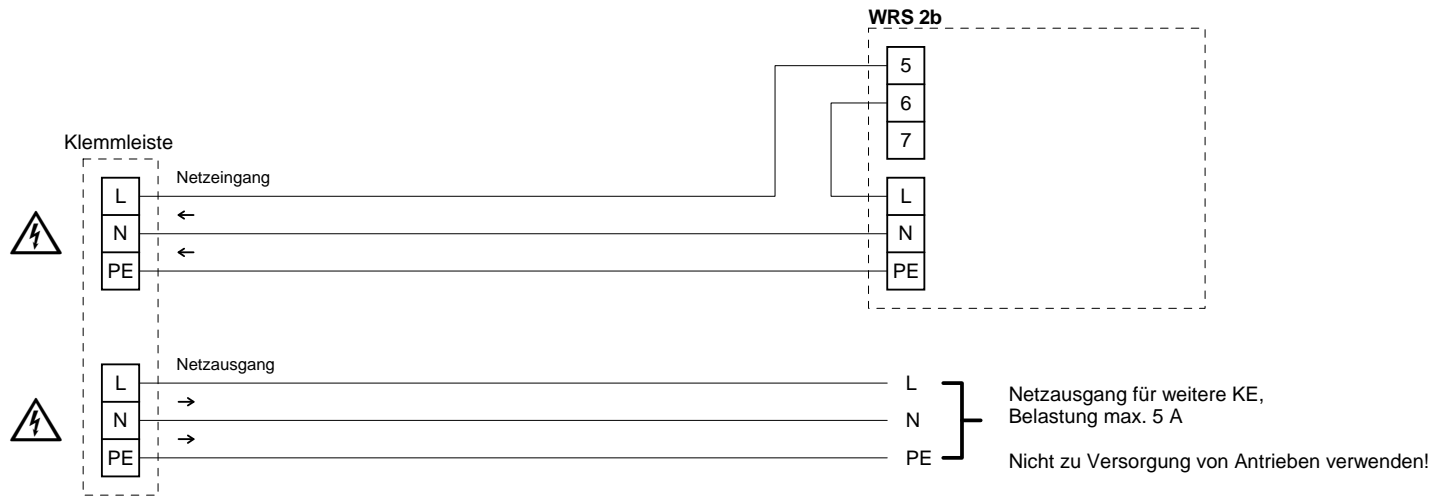 WRS 2b
5
6
7
L
N
PE
Klemmleiste
L
N
PE
Netzeingang
L
N
PE
Netzausgang
L
N
PE
Netzausgang für weitere KE,
Belastung max. 5 A
Nicht zu Versorgung von Antrieben verwenden!